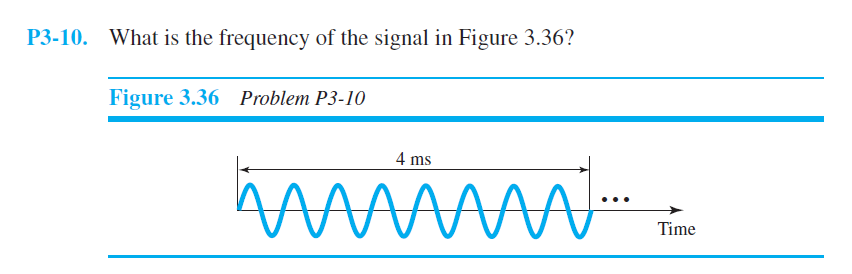 P3-10. What is the frequency of the signal in Figure 3.36?
Figure 3.36 Problem P3-10
4 ms
...
Time